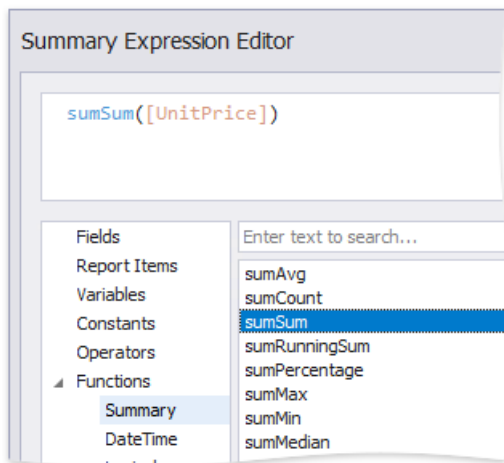 Summary Expression Editor
sumSum([UnitPrice])
Fields
Report Items
Variables
Constants
Operators
Functions
Summary
DateTime
Enter text to search...
sumAvg
sumCount
sumSum
sumRunningSum
sumPercentage
sumMax
sumMin
sumMedian